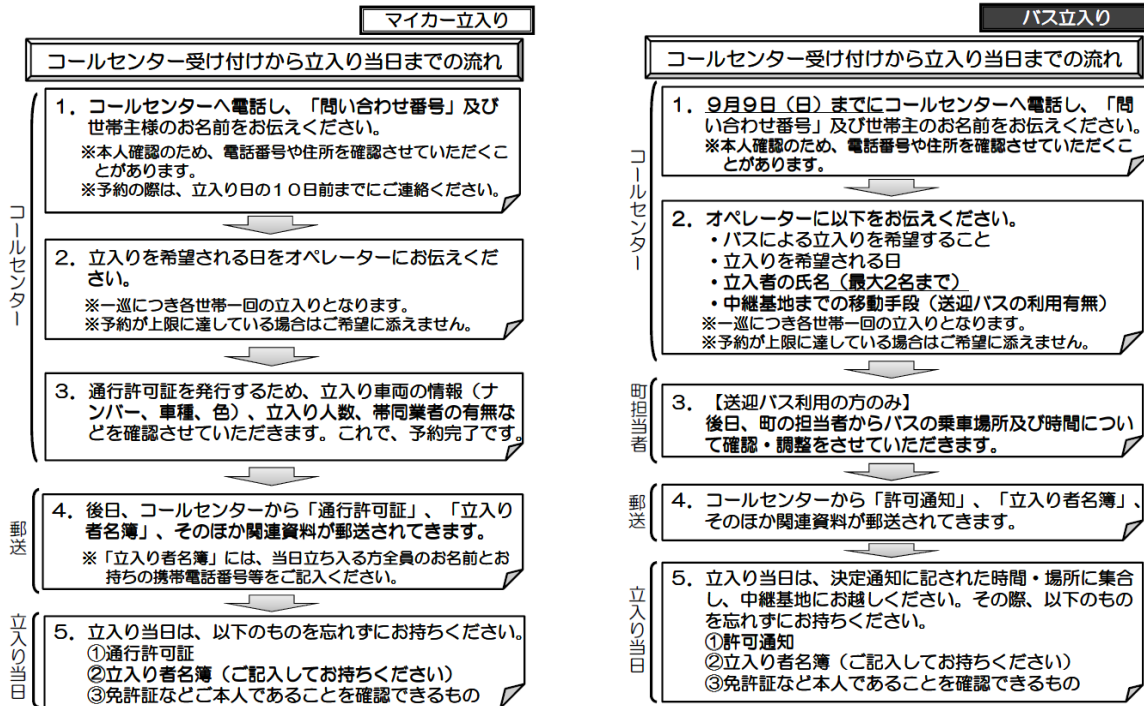 マイカー立入り
コールセンター受け付けから立入り当日までの流れ
コールセンター
1．コールセンターへ電話し、「問い合わせ番号」及び
世帯主様のお名前をお伝えください。
※本人確認のため、電話番号や住所を確認させていただくこ
とがあります。
※予約の際は、立入り日の１０日前までにご連絡ください。
2．立入りを希望される日をオペレーターにお伝えくだ
さい。
※一巡につき各世帯一回の立入りとなります。
※予約が上限に達している場合はご希望に添えません。
3．通行許可証を発行するため、立入り車両の情報（ナ
ンバー、車種、色）、立入り人数、帯同業者の有無な
どを確認させていただきます。これで、予約完了です。
郵送
4．後日、コールセンターから「通行許可証」、「立入り
者名簿」、そのほか関連資料が郵送されてきます。
※「立入り者名簿」には、当日立ち入る方全員のお名前とお
持ちの携帯電話番号等をご記入ください。
立入り当日
5．立入り当日は、以下のものを忘れずにお持ちください。
①通行許可証
②立入り者名簿（ご記入してお持ちください）
③免許証などご本人であることを確認できるもの
バス立入り
コールセンター受け付けから立入り当日までの流れ
コールセンター
1．９月９日（日）までにコールセンターへ電話し、「問
い合わせ番号」及び世帯主のお名前をお伝えください。
※本人確認のため、電話番号や住所を確認させていただくこ
とがあります。
2．オペレーターに以下をお伝えください。
・バスによる立入りを希望すること
・立入りを希望される日
・立入者の氏名（最大2名まで）
・中継基地までの移動手段（送迎バスの利用有無）
※一巡につき各世帯一回の立入りとなります。
※予約が上限に達している場合はご希望に添えません。
町担当者
3．【送迎バス利用の方のみ】
後日、町の担当者からバスの乗車場所及び時間につい
て確認・調整をさせていただきます。
郵送
4．コールセンターから「許可通知」、「立入り者名簿」、
そのほか関連資料が郵送されてきます。
立入り当日
5．立入り当日は、決定通知に記された時間・場所に集合
し、中継基地にお越しください。その際、以下のもの
を忘れずにお持ちください。
①許可通知
②立入り者名簿（ご記入してお持ちください）
③免許証など本人であることを確認できるもの